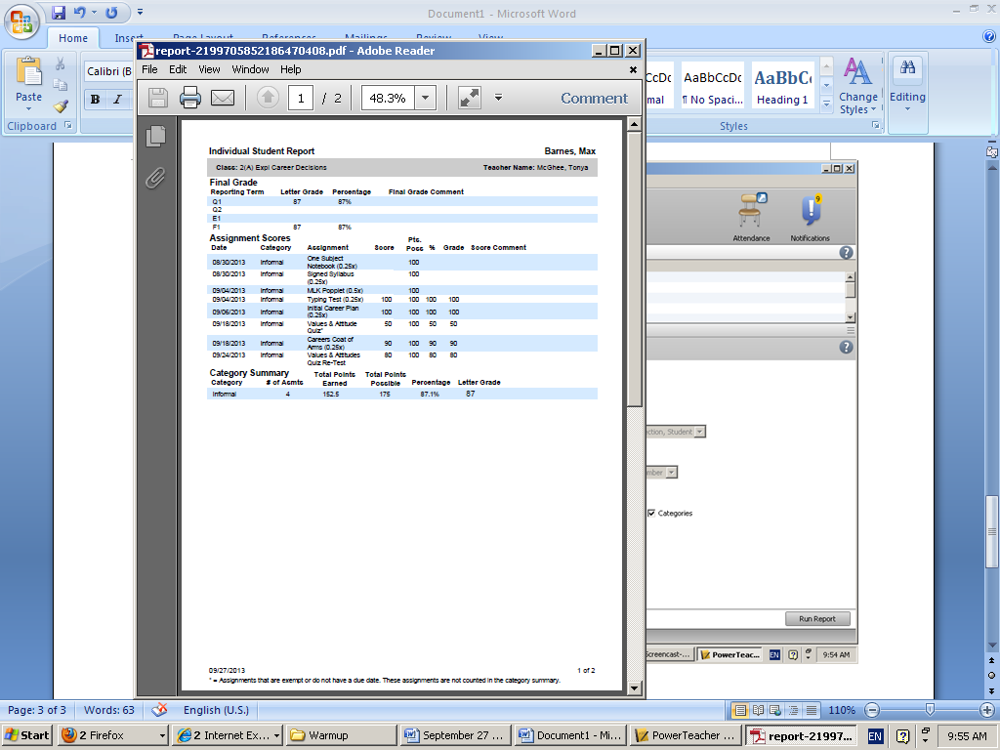 Document1 - Microsoft Word
Home Insert Page Layout References Mailings Review View
report-2199705852186470408.pdf - Adobe Reader
File Edit View Window Help
1 / 2 48.3% Comment
Paste
Clipboard
Calibri (B
B I
AaBbCcDc AaBbC
¶ No Spaci... Heading 1
Change Styles
Styles
Editing
Individual Student Report Barnes, Max
Class: 2(A) Expl Career Decisions Teacher Name: McGhee, Tonya
Final Grade
Reporting Term Letter Grade Percentage Final Grade Comment
Q1 87 87%
Q2
E1
F1 87 87%
Assignment Scores
Date Category Assignment Score Pts. Poss % Grade Score Comment
08/30/2013 Informal One Subject Notebook (0.25x) 100
08/30/2013 Informal Signed Syllabus (0.25x) 100
09/04/2013 Informal MLK Popplet (0.5x) 100
09/04/2013 Informal Typing Test (0.25x) 100 100 100 100
09/06/2013 Informal Initial Career Plan (0.25x) 100 100 100 100
09/18/2013 Informal Values & Attitude Quiz* 50 100 50 50
09/18/2013 Informal Careers Coat of Arms (0.25x) 90 100 90 90
09/24/2013 Informal Values & Attitudes Quiz Re-Test 80 100 80 80
Category Summary
Category # of Asmts Total Points Earned Total Points Possible Percentage Letter Grade
Informal 4 152.5 175 87.1% 87
09/27/2013 1 of 2
* = Assignments that are exempt or do not have a due date. These assignments are not counted in the category summary.
Attendance Notifications
9
ction, Student
mber
Categories
Run Report
Screencast-... PowerTeac... EN 9:54 AM
Page: 3 of 3 Words: 63 English (U.S.) 110%
Start 2 Firefox 2 Internet Ex... Warmup September 27 ... Document1 - Mi... PowerTeacher ... report-21997... EN 9:55 AM